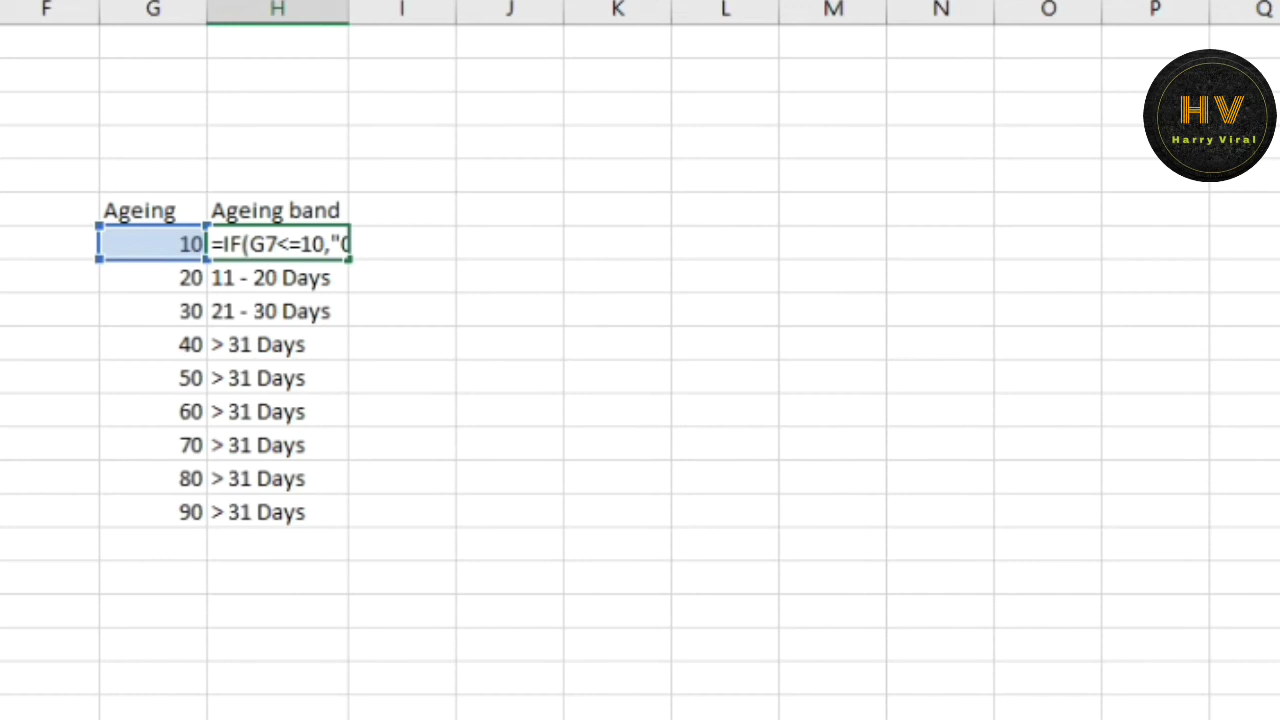 F G H I J K L M N O P Q
HV
Harry Viral
Ageing Ageing band
10 =IF(G7<=10,"0
20 11 - 20 Days
30 21 - 30 Days
40 > 31 Days
50 > 31 Days
60 > 31 Days
70 > 31 Days
80 > 31 Days
90 > 31 Days